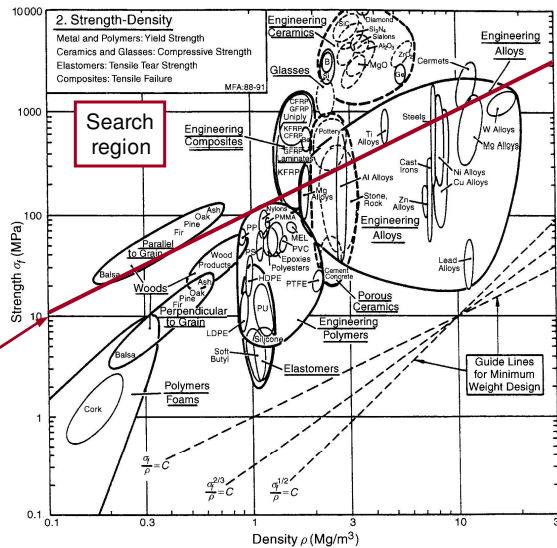 2. Strength-Density
Metal and Polymers: Yield Strength
Ceramics and Glasses: Compressive Strength
Elastomers: Tensile Tear Strength
Composites: Tensile Failure
MFA:88-91
Search
region
Engineering
Ceramics
Glasses
Diamond
SiC
Si₃N₄
Sialons
Al₂O₃
MgO
ZrO₂
Ge
B
Cermets
Engineering
Alloys
Engineering
Composites
CFRP
GFRP
Uniply
KFRP
CFRP
Be
GFRP
Laminates
KFRP
Pottery
Ti
Alloys
Steels
W Alloys
Mo Alloys
Cast
Irons
Ni Alloys
Cu Alloys
Zn
Alloys
Al Alloys
Mg
Alloys
Stone,
Rock
Engineering
Alloys
Lead
Alloys
Ash
Oak
Pine
Fir
Parallel
to Grain
Balsa
Woods
Wood
Products
Ash
Oak
Pine
Fir
Perpendicular
to Grain
Balsa
Nylons
PMMA
PP
MEL
PVC
PS
Epoxies
Polyesters
HDPE
PTFE
PU
LDPE
Silicone
Soft
Butyl
Cement
Concrete
Porous
Ceramics
Engineering
Polymers
Elastomers
Polymers
Foams
Cork
Guide Lines
for Minimum
Weight Design
σf/ρ = C
σf^2/3/ρ = C
σf^1/2/ρ = C
Strength σf (MPa)
10000
1000
100
10
1
0.1
0.1
0.3
1
3
10
30
Density ρ (Mg/m³)